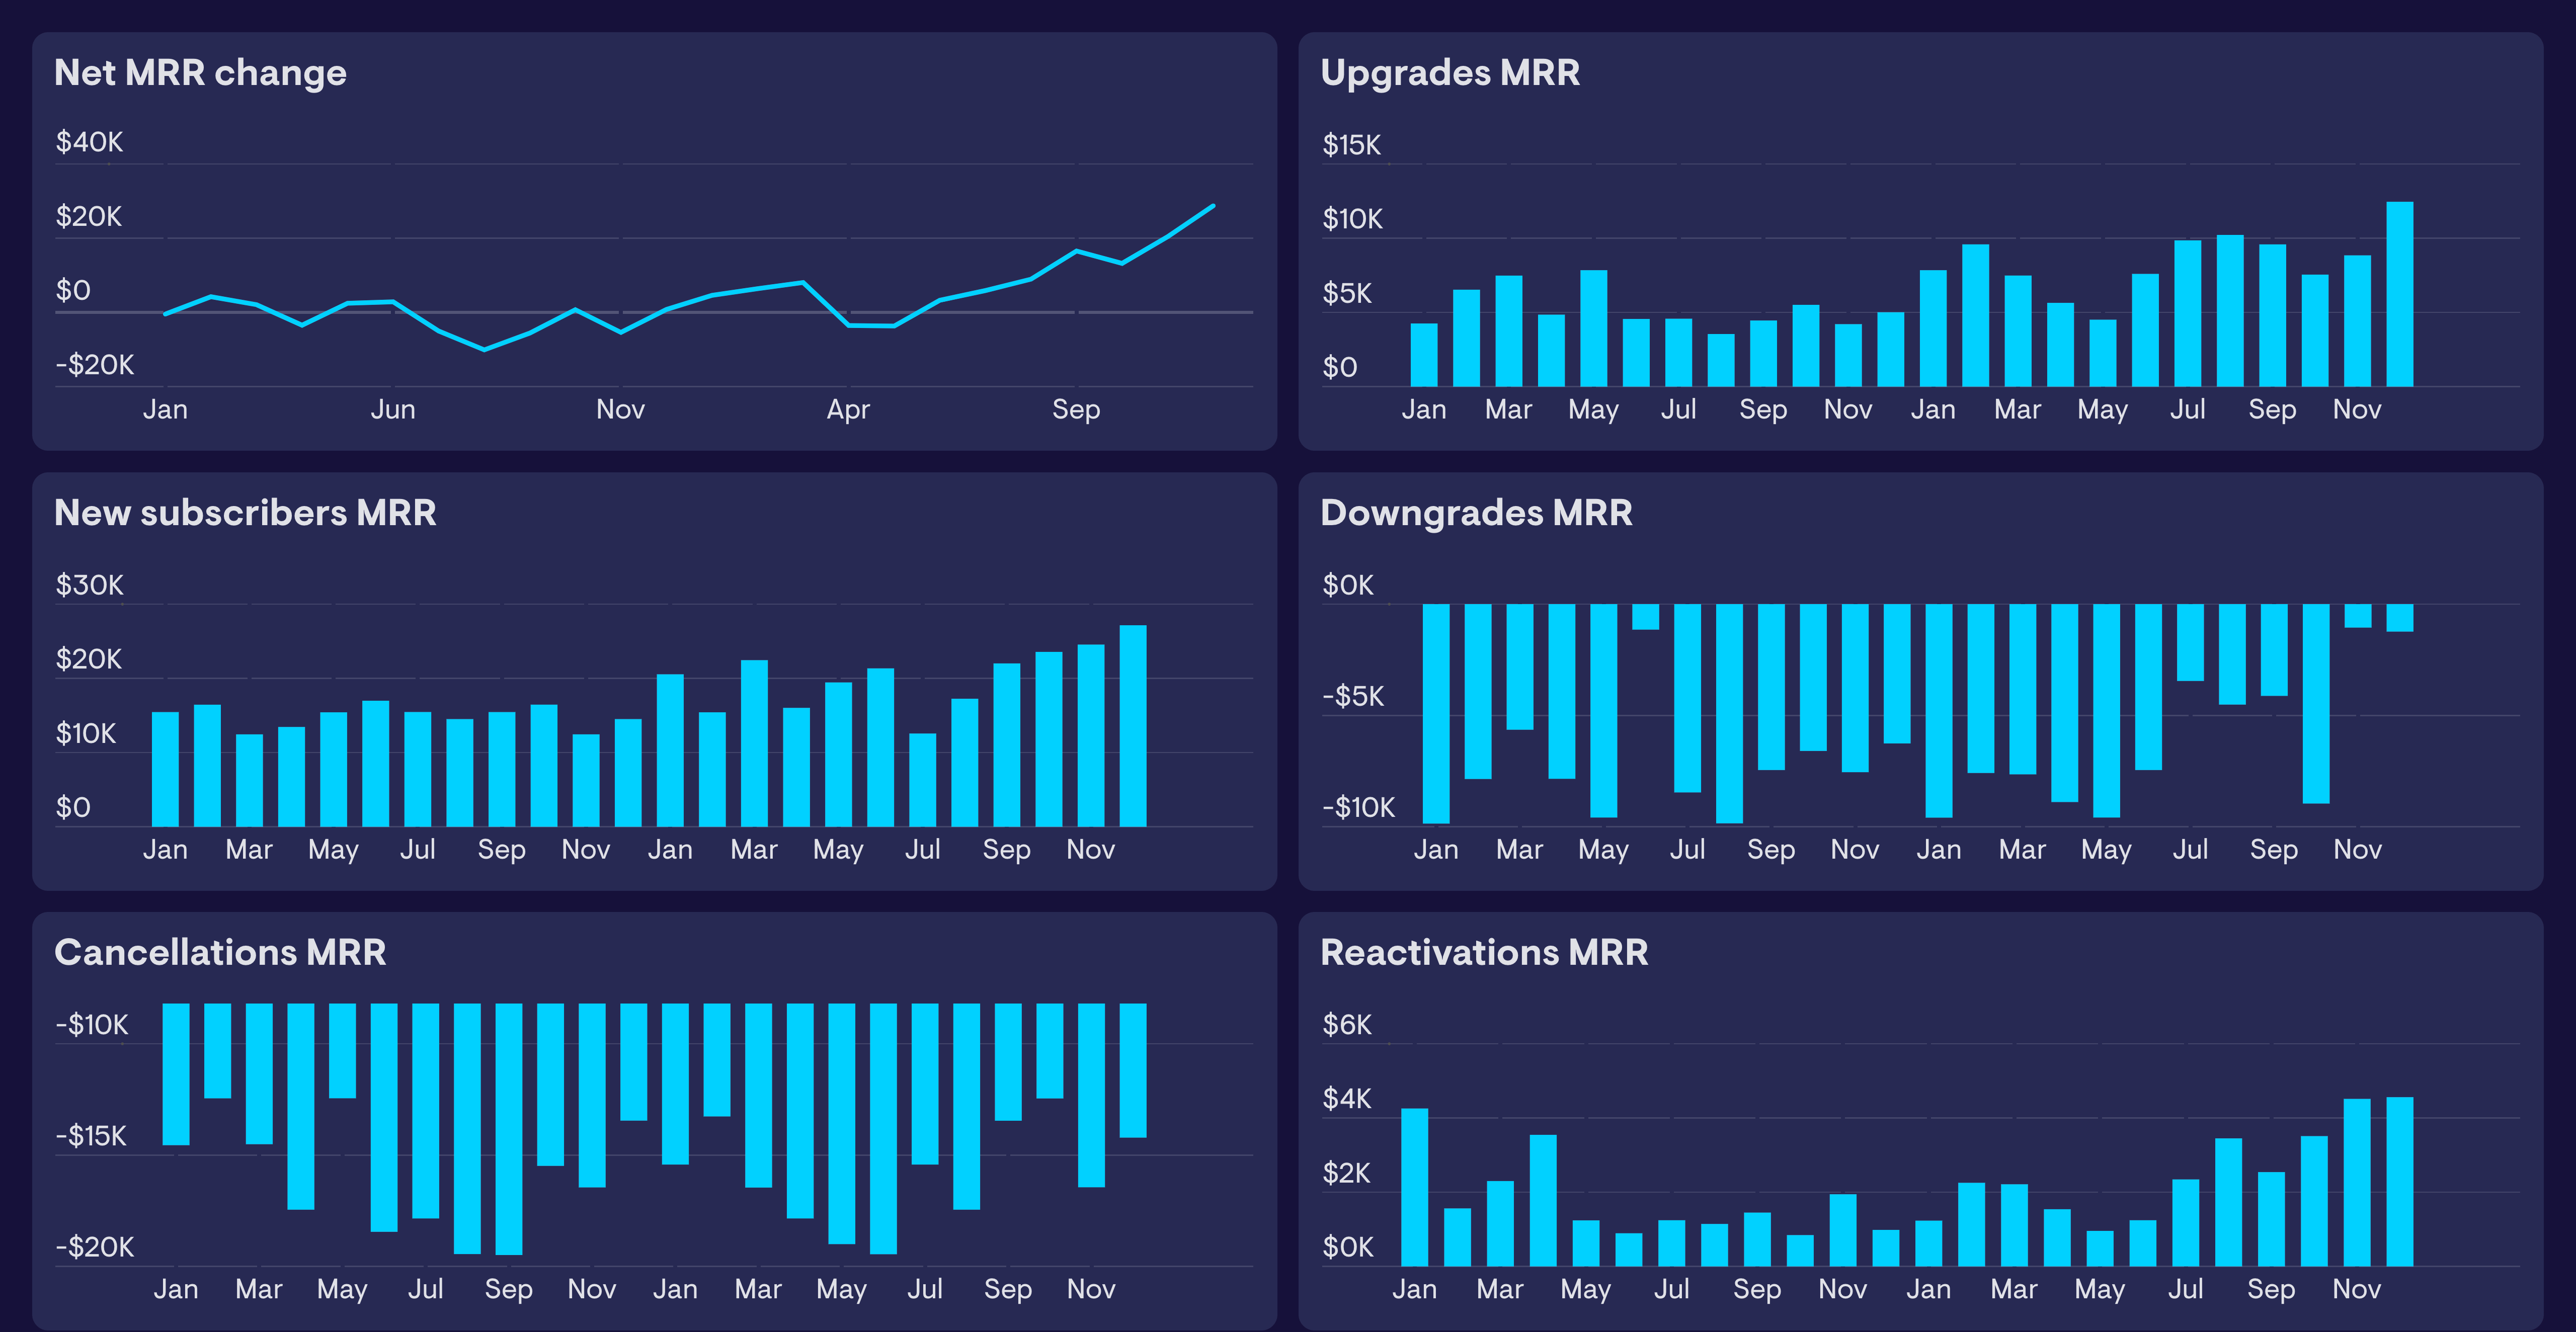 Net MRR change
$40K
$20K
$0
-$20K
Jan Jun Nov Apr Sep
Upgrades MRR
$15K
$10K
$5K
$0
Jan Mar May Jul Sep Nov Jan Mar May Jul Sep Nov
New subscribers MRR
$30K
$20K
$10K
$0
Jan Mar May Jul Sep Nov Jan Mar May Jul Sep Nov
Downgrades MRR
$0K
-$5K
-$10K
Jan Mar May Jul Sep Nov Jan Mar May Jul Sep Nov
Cancellations MRR
-$10K
-$15K
-$20K
Jan Mar May Jul Sep Nov Jan Mar May Jul Sep Nov
Reactivations MRR
$6K
$4K
$2K
$0K
Jan Mar May Jul Sep Nov Jan Mar May Jul Sep Nov